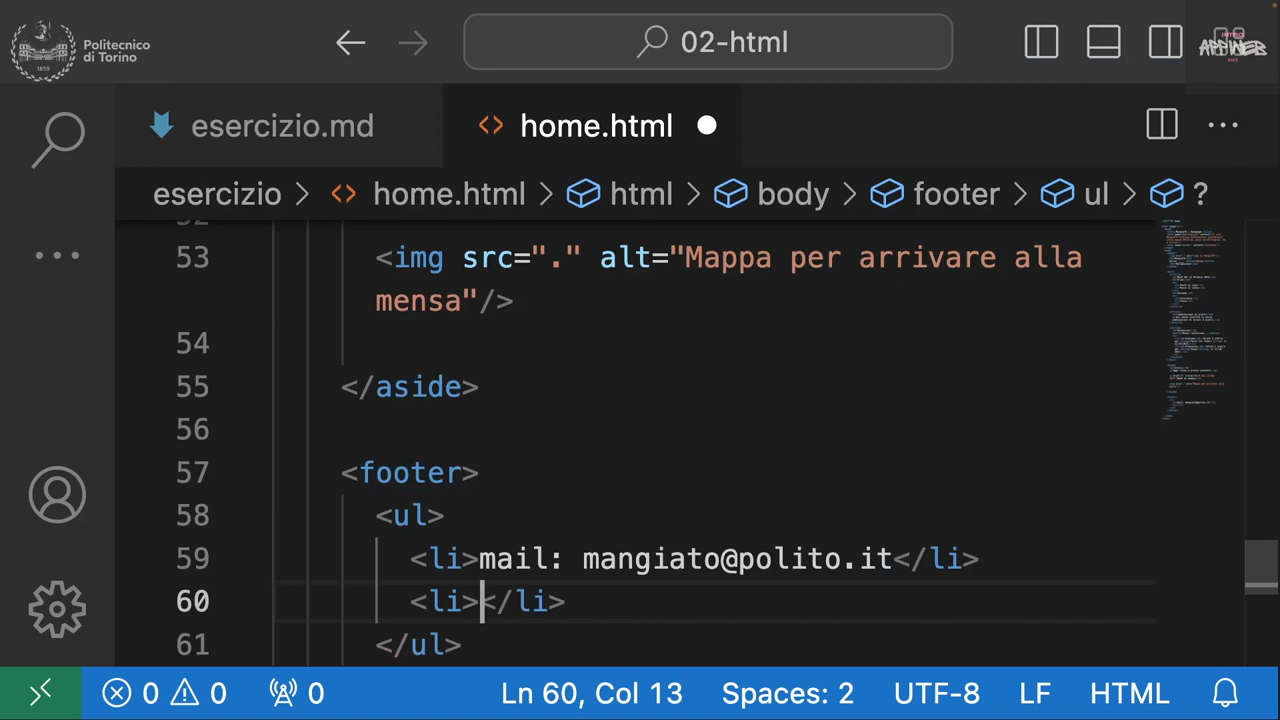 Politecnico
di Torino
1859
02-html
APPINER
esercizio.md
home.html
esercizio > home.html > html > body > footer > ul > ?
53 <img src="." alt="Mappa per arrivare alla
mensa"/>
54
55 </aside>
56
57 <footer>
58 <ul>
59 <li>mail: mangiato@polito.it</li>
60 <li></li>
61 </ul>
0 0 0 Ln 60, Col 13 Spaces: 2 UTF-8 LF HTML